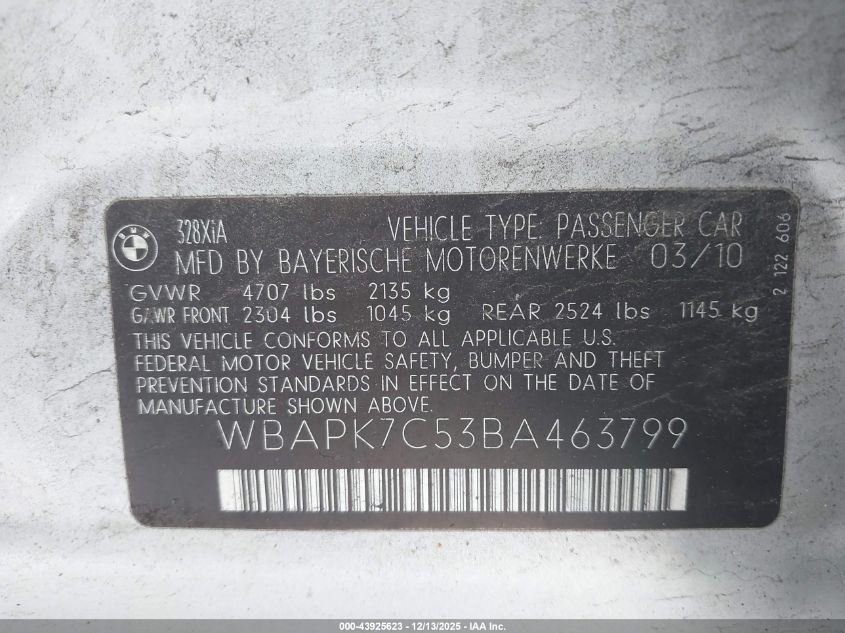 BMW
328XiA VEHICLE TYPE PASSENGER CAR
MFD BY BAYERISCHE MOTORENWERKE 03/10
GVWR 4707 lbs 2135 kg
GAWR FRONT 2304 lbs 1045 kg REAR 2524 lbs 1145 kg
THIS VEHICLE CONFORMS TO ALL APPLICABLE U.S.
FEDERAL MOTOR VEHICLE SAFETY, BUMPER AND THEFT
PREVENTION STANDARDS IN EFFECT ON THE DATE OF
MANUFACTURE SHOWN ABOVE.
WBAPK7C53BA463799
2 122 606
000-43925623 - 12/13/2025 - IAA Inc.